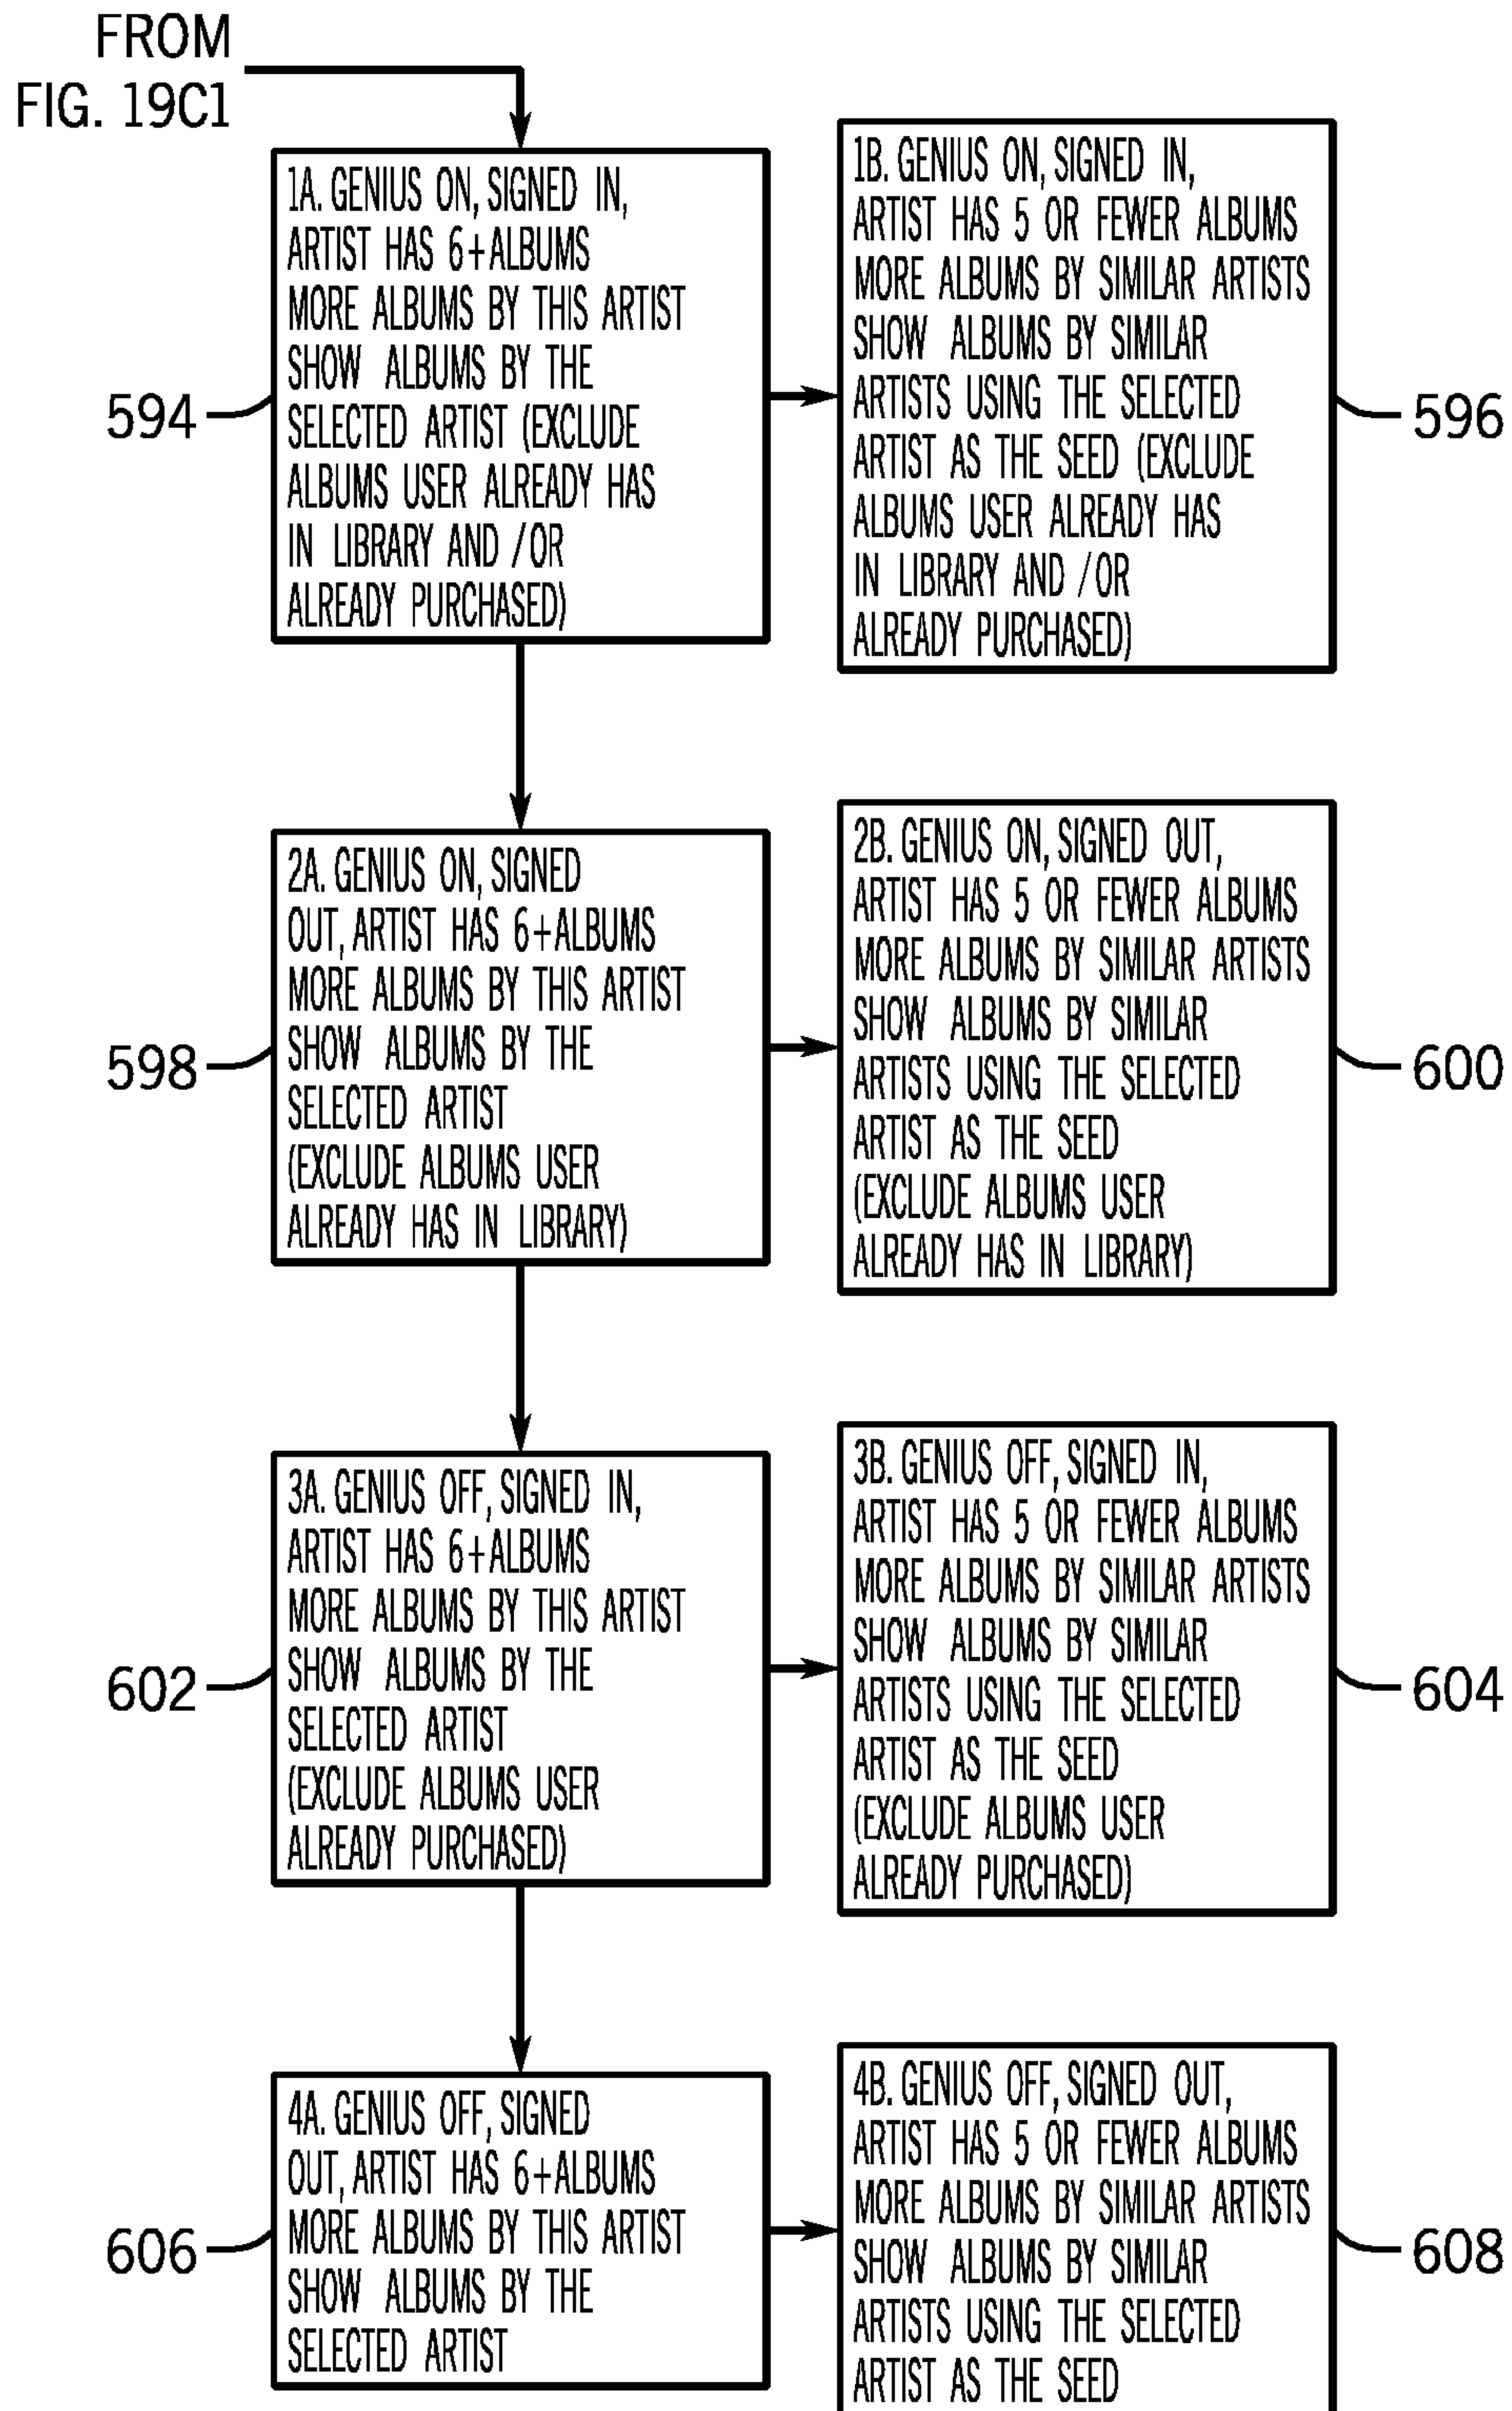 FROM
FIG. 19C1
1A. GENIUS ON, SIGNED IN,
ARTIST HAS 6+ALBUMS
MORE ALBUMS BY THIS ARTIST
SHOW ALBUMS BY THE
SELECTED ARTIST (EXCLUDE
ALBUMS USER ALREADY HAS
IN LIBRARY AND /OR
ALREADY PURCHASED)
594
1B. GENIUS ON, SIGNED IN,
ARTIST HAS 5 OR FEWER ALBUMS
MORE ALBUMS BY SIMILAR ARTISTS
SHOW ALBUMS BY SIMILAR
ARTISTS USING THE SELECTED
ARTIST AS THE SEED (EXCLUDE
ALBUMS USER ALREADY HAS
IN LIBRARY AND /OR
ALREADY PURCHASED)
596
2A. GENIUS ON, SIGNED
OUT, ARTIST HAS 6+ALBUMS
MORE ALBUMS BY THIS ARTIST
SHOW ALBUMS BY THE
SELECTED ARTIST
(EXCLUDE ALBUMS USER
ALREADY HAS IN LIBRARY)
598
2B. GENIUS ON, SIGNED OUT,
ARTIST HAS 5 OR FEWER ALBUMS
MORE ALBUMS BY SIMILAR ARTISTS
SHOW ALBUMS BY SIMILAR
ARTISTS USING THE SELECTED
ARTIST AS THE SEED
(EXCLUDE ALBUMS USER
ALREADY HAS IN LIBRARY)
600
3A. GENIUS OFF, SIGNED IN,
ARTIST HAS 6+ALBUMS
MORE ALBUMS BY THIS ARTIST
SHOW ALBUMS BY THE
SELECTED ARTIST
(EXCLUDE ALBUMS USER
ALREADY PURCHASED)
602
3B. GENIUS OFF, SIGNED IN,
ARTIST HAS 5 OR FEWER ALBUMS
MORE ALBUMS BY SIMILAR ARTISTS
SHOW ALBUMS BY SIMILAR
ARTISTS USING THE SELECTED
ARTIST AS THE SEED
(EXCLUDE ALBUMS USER
ALREADY PURCHASED)
604
4A. GENIUS OFF, SIGNED
OUT, ARTIST HAS 6+ALBUMS
MORE ALBUMS BY THIS ARTIST
SHOW ALBUMS BY THE
SELECTED ARTIST
606
4B. GENIUS OFF, SIGNED OUT,
ARTIST HAS 5 OR FEWER ALBUMS
MORE ALBUMS BY SIMILAR ARTISTS
SHOW ALBUMS BY SIMILAR
ARTISTS USING THE SELECTED
ARTIST AS THE SEED
608